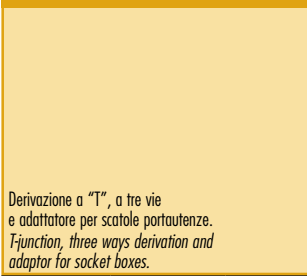 Derivazione a "T", a tre vie
e adattatore per scatole portautenze.
T-junction, three ways derivation and
adaptor for socket boxes.